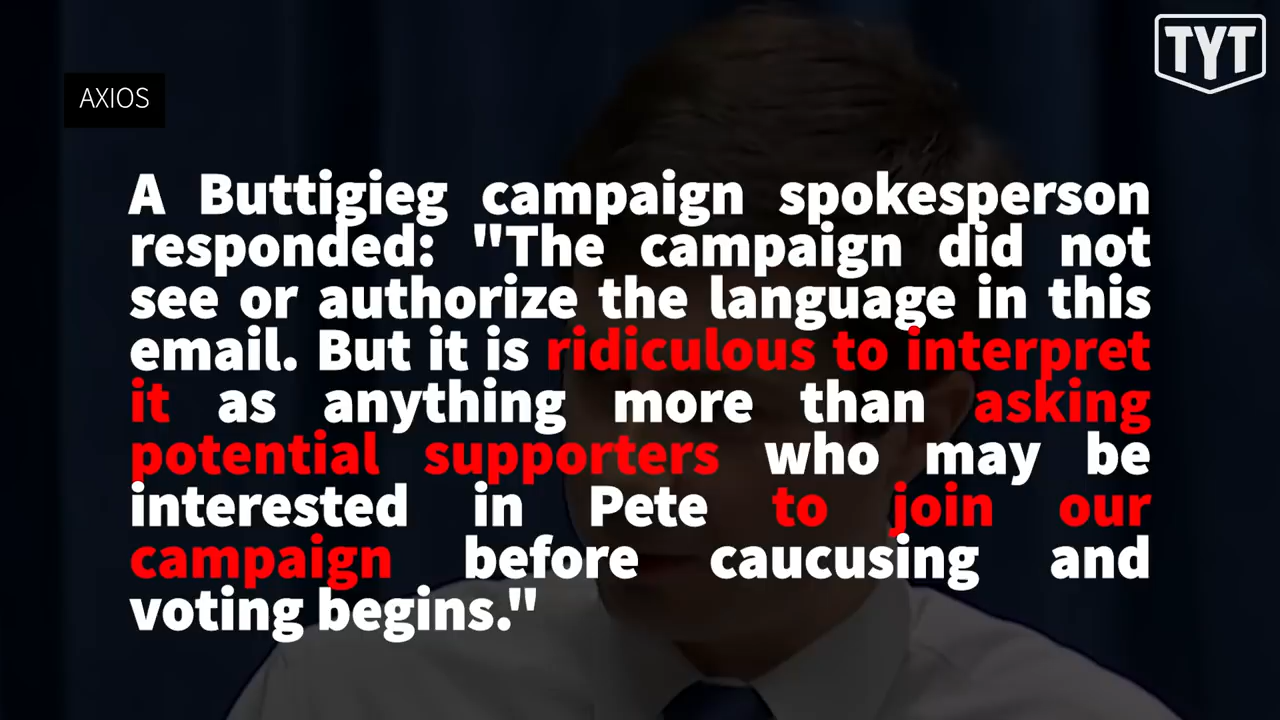 TYT
AXIOS
A Buttigieg campaign spokesperson
responded: "The campaign did not
see or authorize the language in this
email. But it is ridiculous to interpret
it as anything more than asking
potential supporters who may be
interested in Pete to join our
campaign before caucusing and
voting begins."